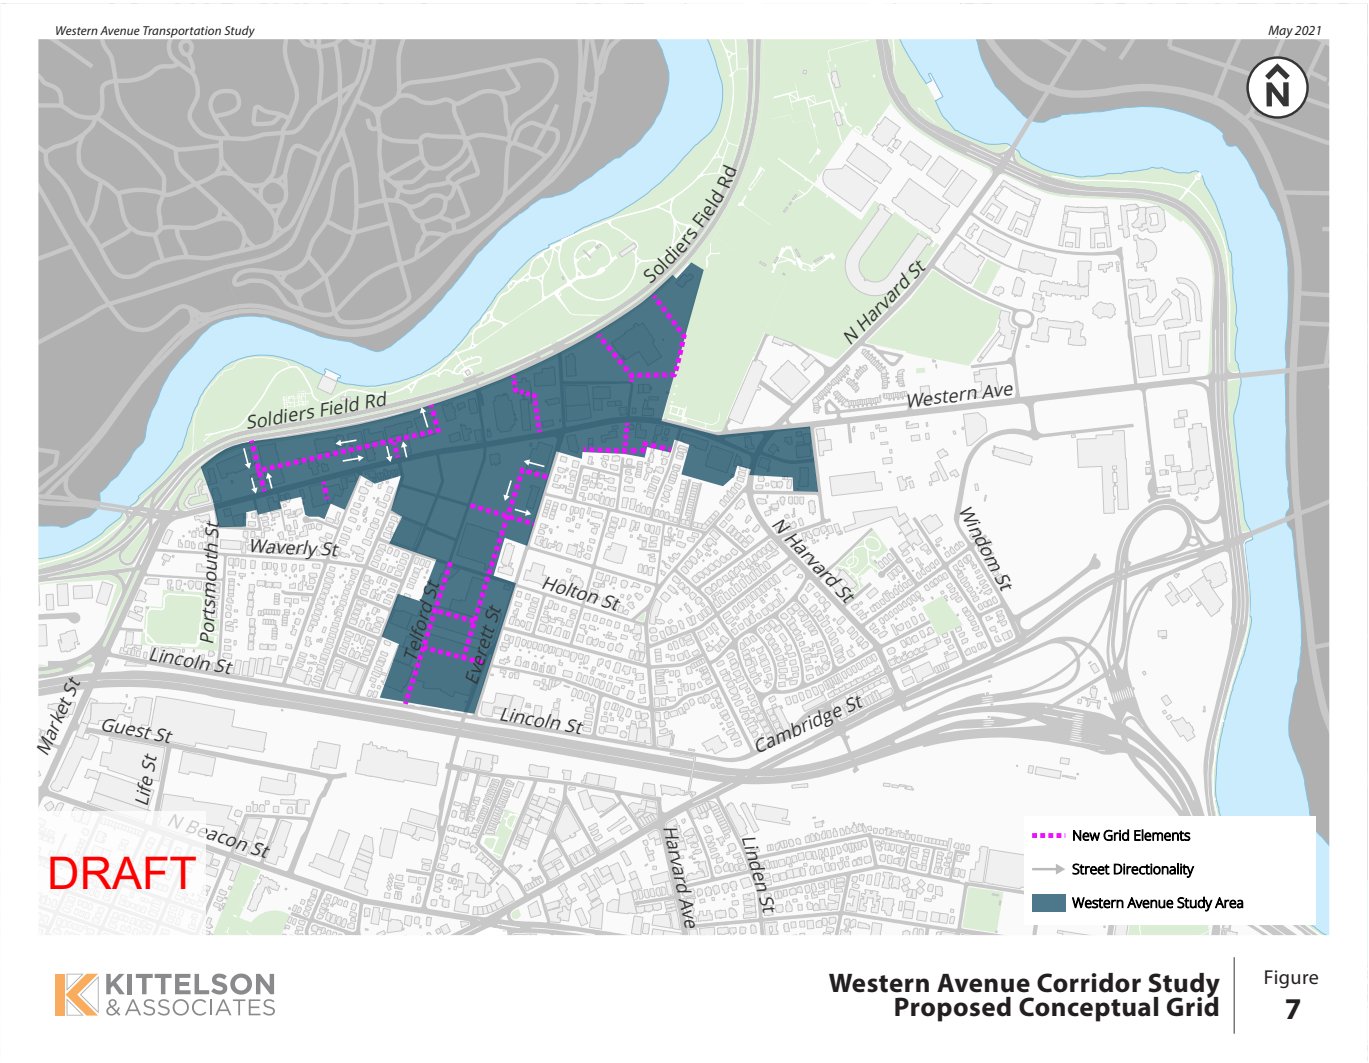 Western Avenue Transportation Study
May 2021
N
Soldiers Field Rd
N Harvard St
Western Ave
Soldiers Field Rd
Portsmouth St
Waverly St
Holton St
N Harvard St
Windom St
Telford St
Everett St
Lincoln St
Lincoln St
Market St
Guest St
Life St
Cambridge St
N Beacon St
Harvard Ave
Linden St
DRAFT
New Grid Elements
Street Directionality
Western Avenue Study Area
KITTELSON
& ASSOCIATES
Western Avenue Corridor Study
Proposed Conceptual Grid
Figure
7